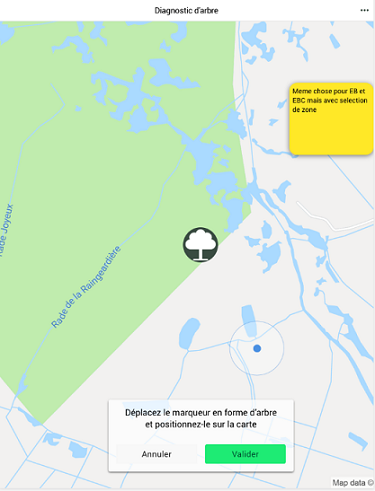 Diagnostic d'arbre
Meme chose pour EB et
EBC mais avec selection
de zone
Rade Joyeux
Rade de la Raingeardière
Déplacez le marqueur en forme d'arbre
et positionnez-le sur la carte
Annuler
Valider
Map data ©